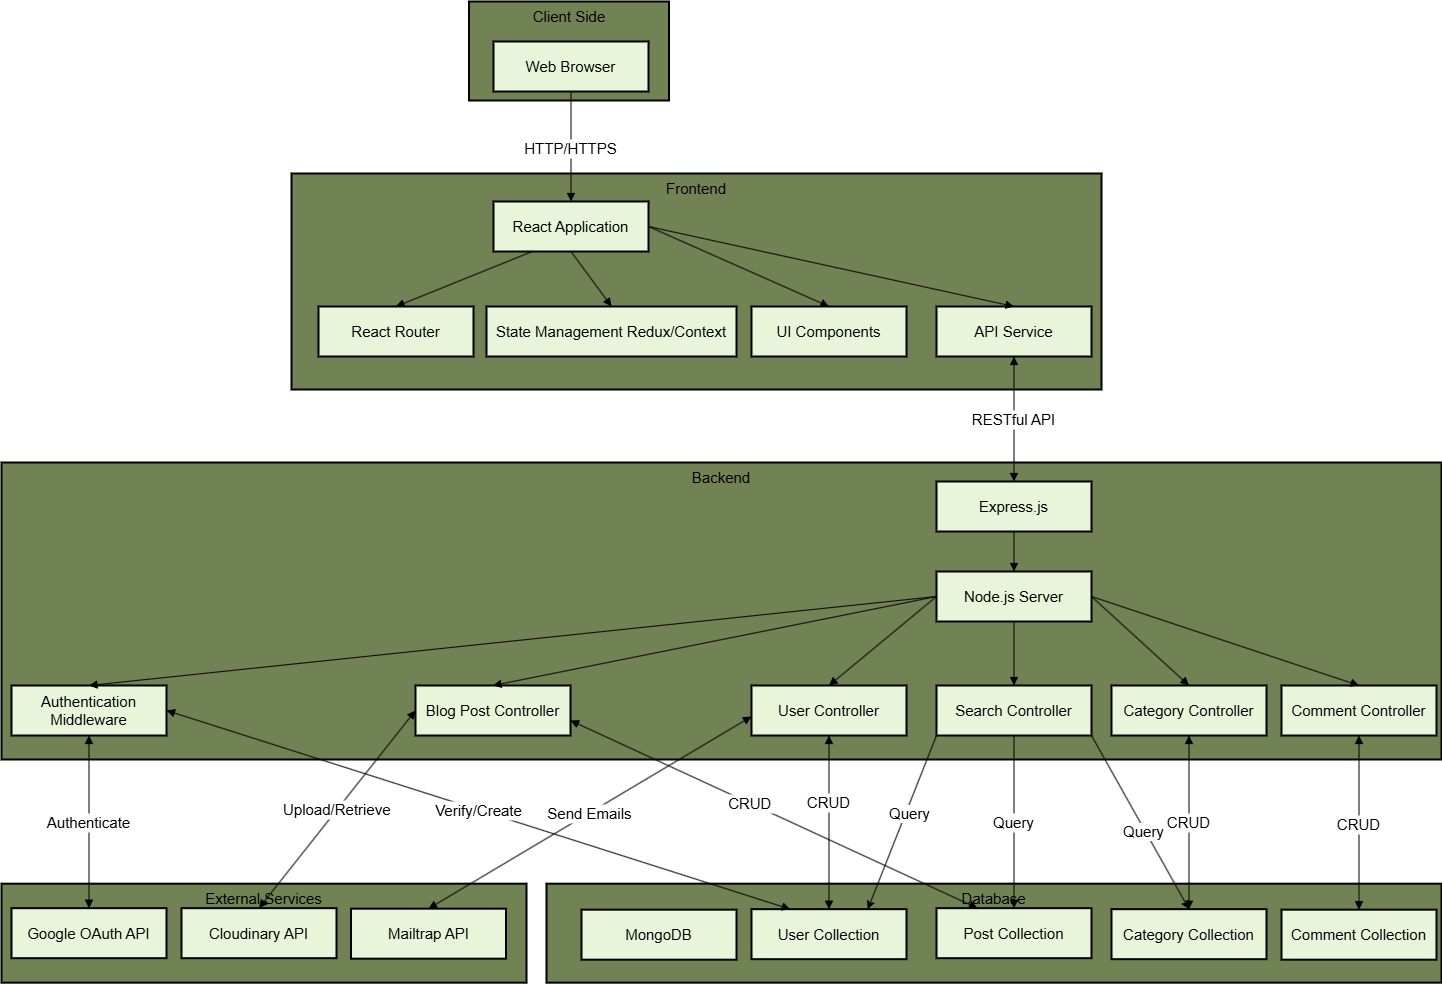 Client Side
Web Browser
HTTP/HTTPS
Frontend
React Application
React Router
State Management Redux/Context
UI Components
API Service
RESTful API
Backend
Express.js
Node.js Server
Authentication
Middleware
Blog Post Controller
User Controller
Search Controller
Category Controller
Comment Controller
Authenticate
Upload/Retrieve
Verify/Create
Send Emails
CRUD
CRUD
Query
Query
Query
CRUD
CRUD
External Services
Google OAuth API
Cloudinary API
Mailtrap API
Database
MongoDB
User Collection
Post Collection
Category Collection
Comment Collection